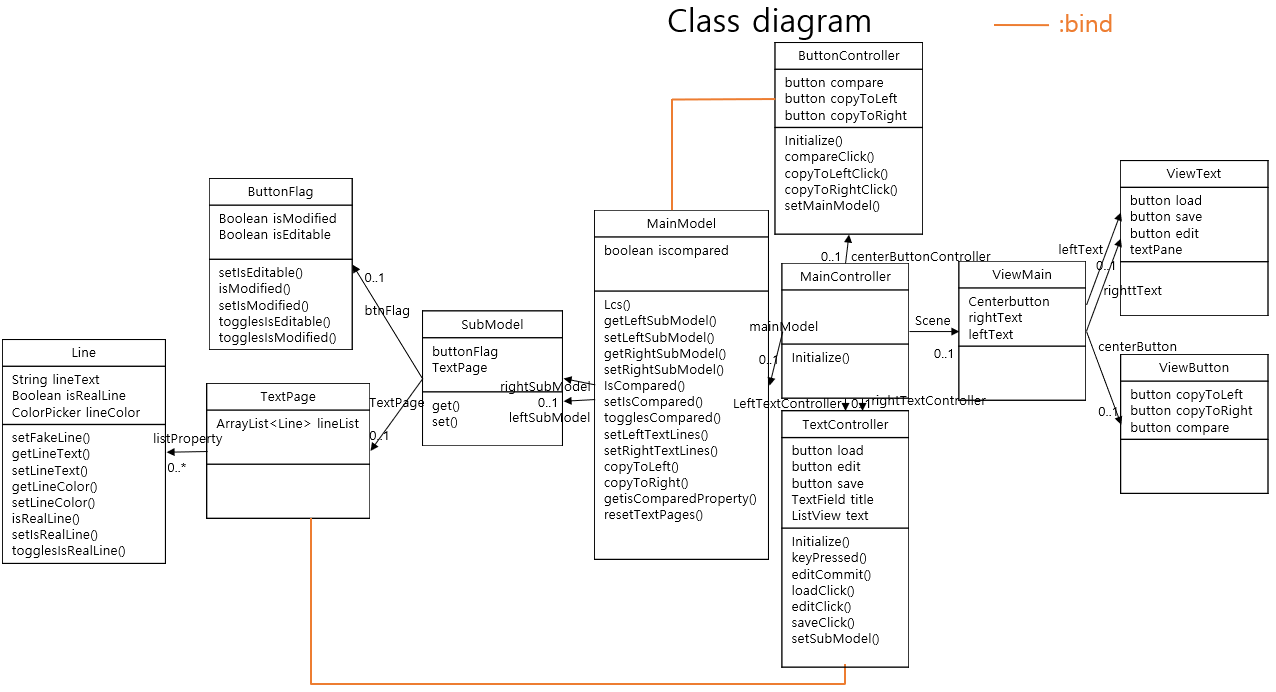 Class diagram
:bind
ButtonController
button compare
button copyToLeft
button copyToRight
Initialize()
compareClick()
copyToLeftClick()
copyToRightClick()
setMainModel()
ButtonFlag
Boolean isModified
Boolean isEditable
setIsEditable()
isModified()
setIsModified()
togglesIsEditable()
togglesIsModified()
0..1
btnFlag
Line
String lineText
Boolean isRealLine
ColorPicker lineColor
setFakeLine()
getLineText()
setLineText()
getLineColor()
setLineColor()
isRealLine()
setIsRealLine()
togglesIsRealLine()
listProperty
0..*
TextPage
ArrayList<Line> lineList
TextPage
0..1
SubModel
buttonFlag
TextPage
get()
set()
rightSubModel
0..1
leftSubModel
MainModel
boolean iscompared
Lcs()
getLeftSubModel()
setLeftSubModel()
getRightSubModel()
setRightSubModel()
IsCompared()
setIsCompared()
togglesCompared()
setLeftTextLines()
setRightTextLines()
copyToLeft()
copyToRight()
getisComparedProperty()
resetTextPages()
0..1
centerButtonController
MainController
Initialize()
mainModel
0..1
LeftTextController
0..1
rightTextController
TextController
button load
button edit
button save
TextField title
ListView text
Initialize()
keyPressed()
editCommit()
loadClick()
editClick()
saveClick()
setSubModel()
Scene
0..1
ViewMain
Centerbutton
rightText
leftText
leftText
0..1
righttText
centerButton
0..1
ViewText
button load
button save
button edit
textPane
ViewButton
button copyToLeft
button copyToRight
button compare